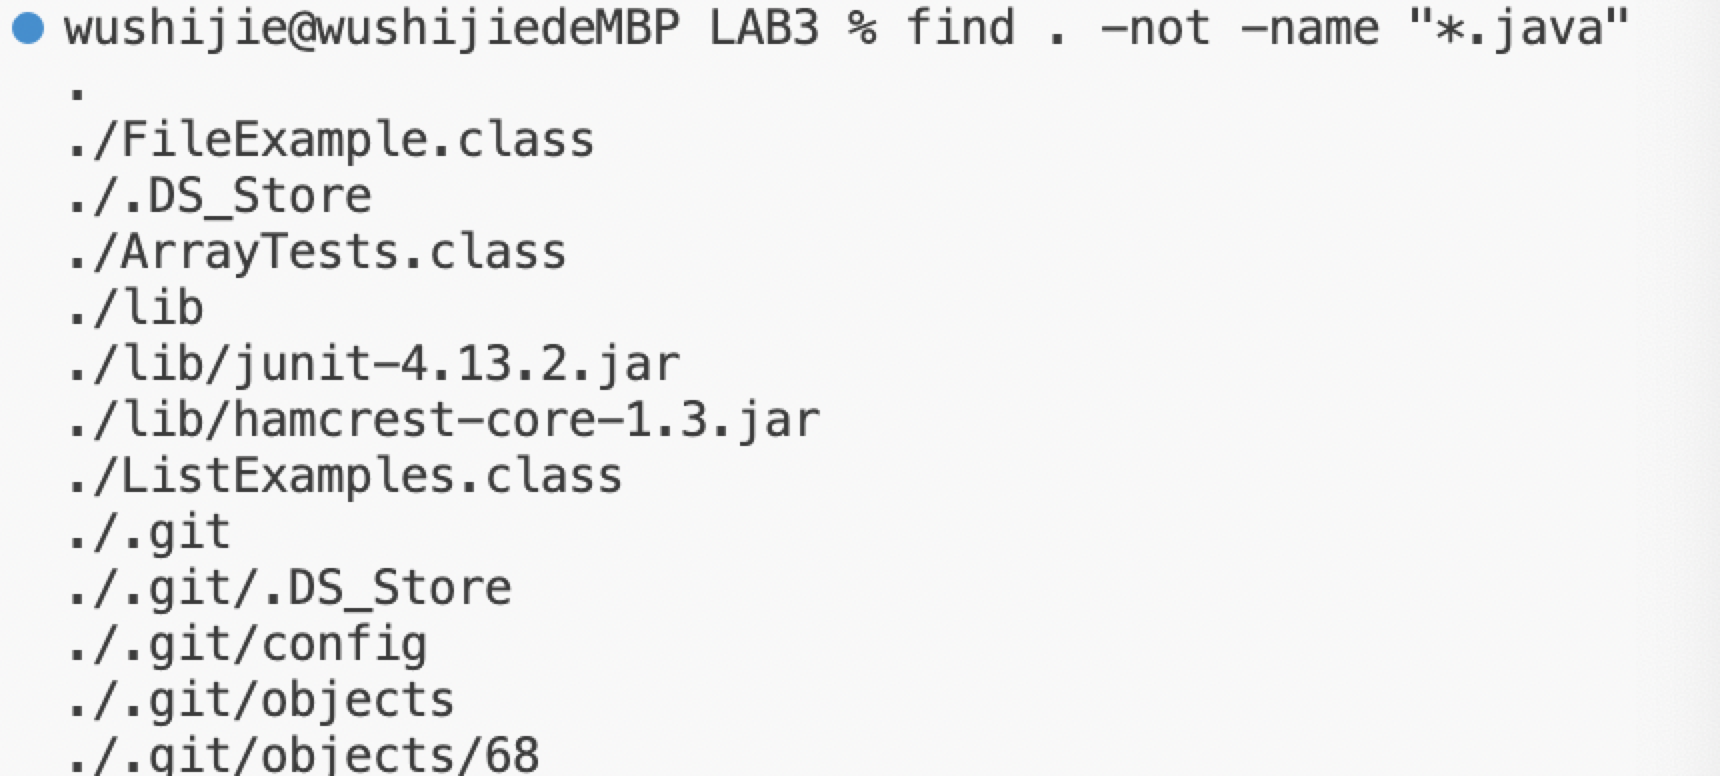 wushijie@wushijiedeMBP LAB3 % find . -not -name "*.java"
.
./FileExample.class
./.DS_Store
./ArrayTests.class
./lib
./lib/junit-4.13.2.jar
./lib/hamcrest-core-1.3.jar
./ListExamples.class
./.git
./.git/.DS_Store
./.git/config
./.git/objects
./.git/objects/68